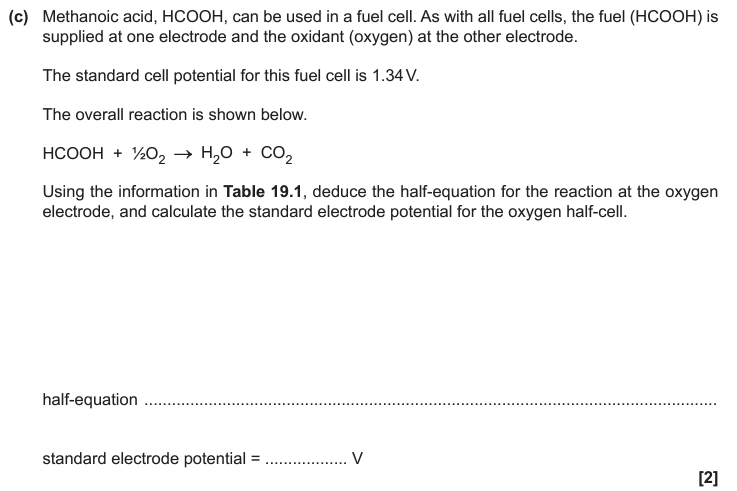 (c) Methanoic acid, HCOOH, can be used in a fuel cell. As with all fuel cells, the fuel (HCOOH) is
supplied at one electrode and the oxidant (oxygen) at the other electrode.
The standard cell potential for this fuel cell is 1.34 V.
The overall reaction is shown below.
HCOOH + ½O₂ → H₂O + CO₂
Using the information in Table 19.1, deduce the half-equation for the reaction at the oxygen
electrode, and calculate the standard electrode potential for the oxygen half-cell.
half-equation ....................................................................................................
standard electrode potential = .................. V
[2]